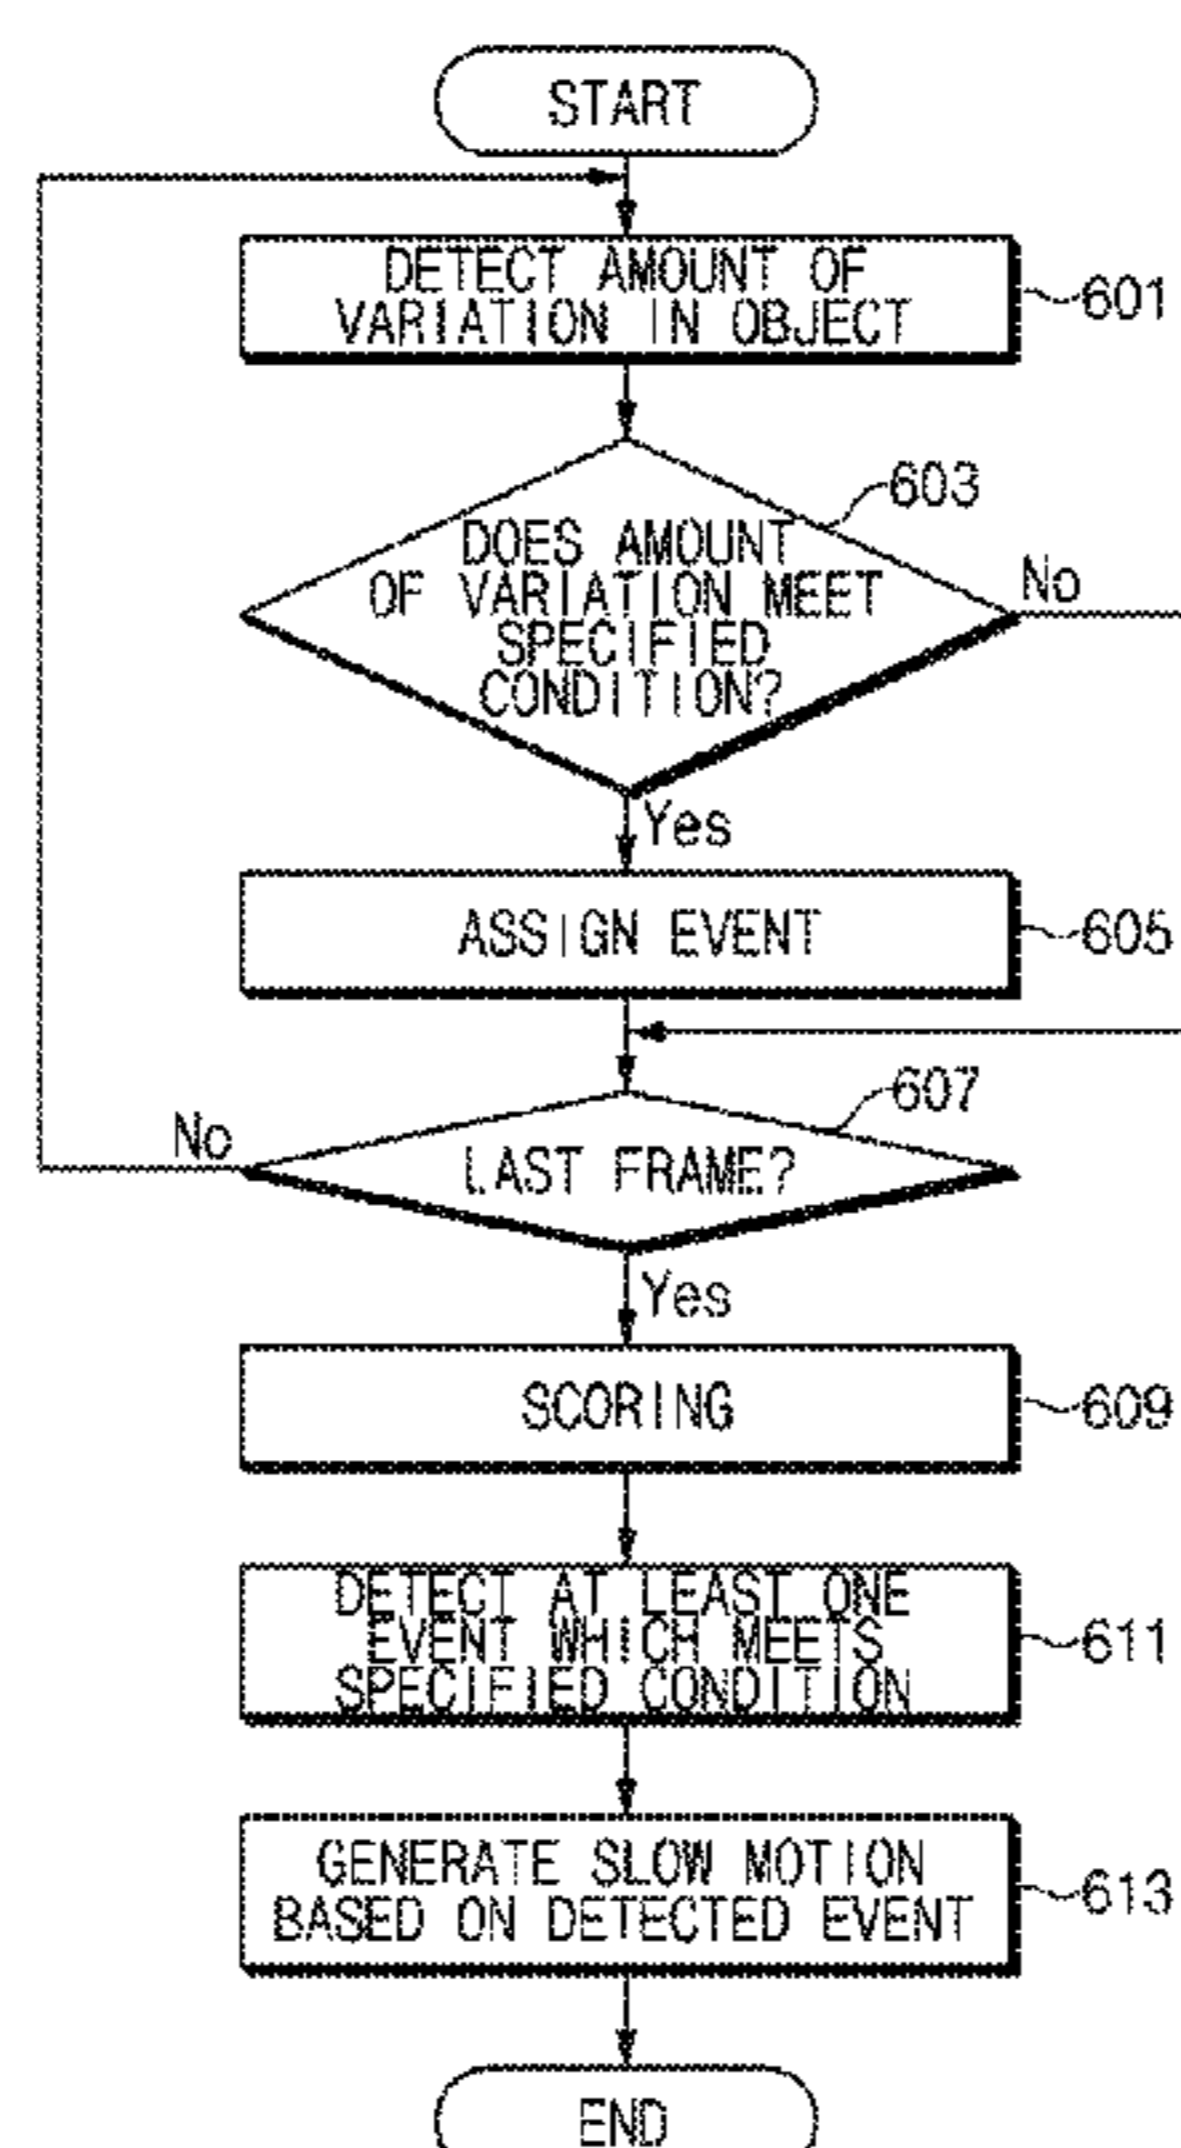 START
DETECT AMOUNT OF
VARIATION IN OBJECT
601
603
DOES AMOUNT
OF VARIATION MEET
SPECIFIED
CONDITION?
No
Yes
ASSIGN EVENT
605
607
No
LAST FRAME?
Yes
SCORING
609
DETECT AT LEAST ONE
EVENT WHICH MEETS
SPECIFIED CONDITION
611
GENERATE SLOW MOTION
BASED ON DETECTED EVENT
613
END